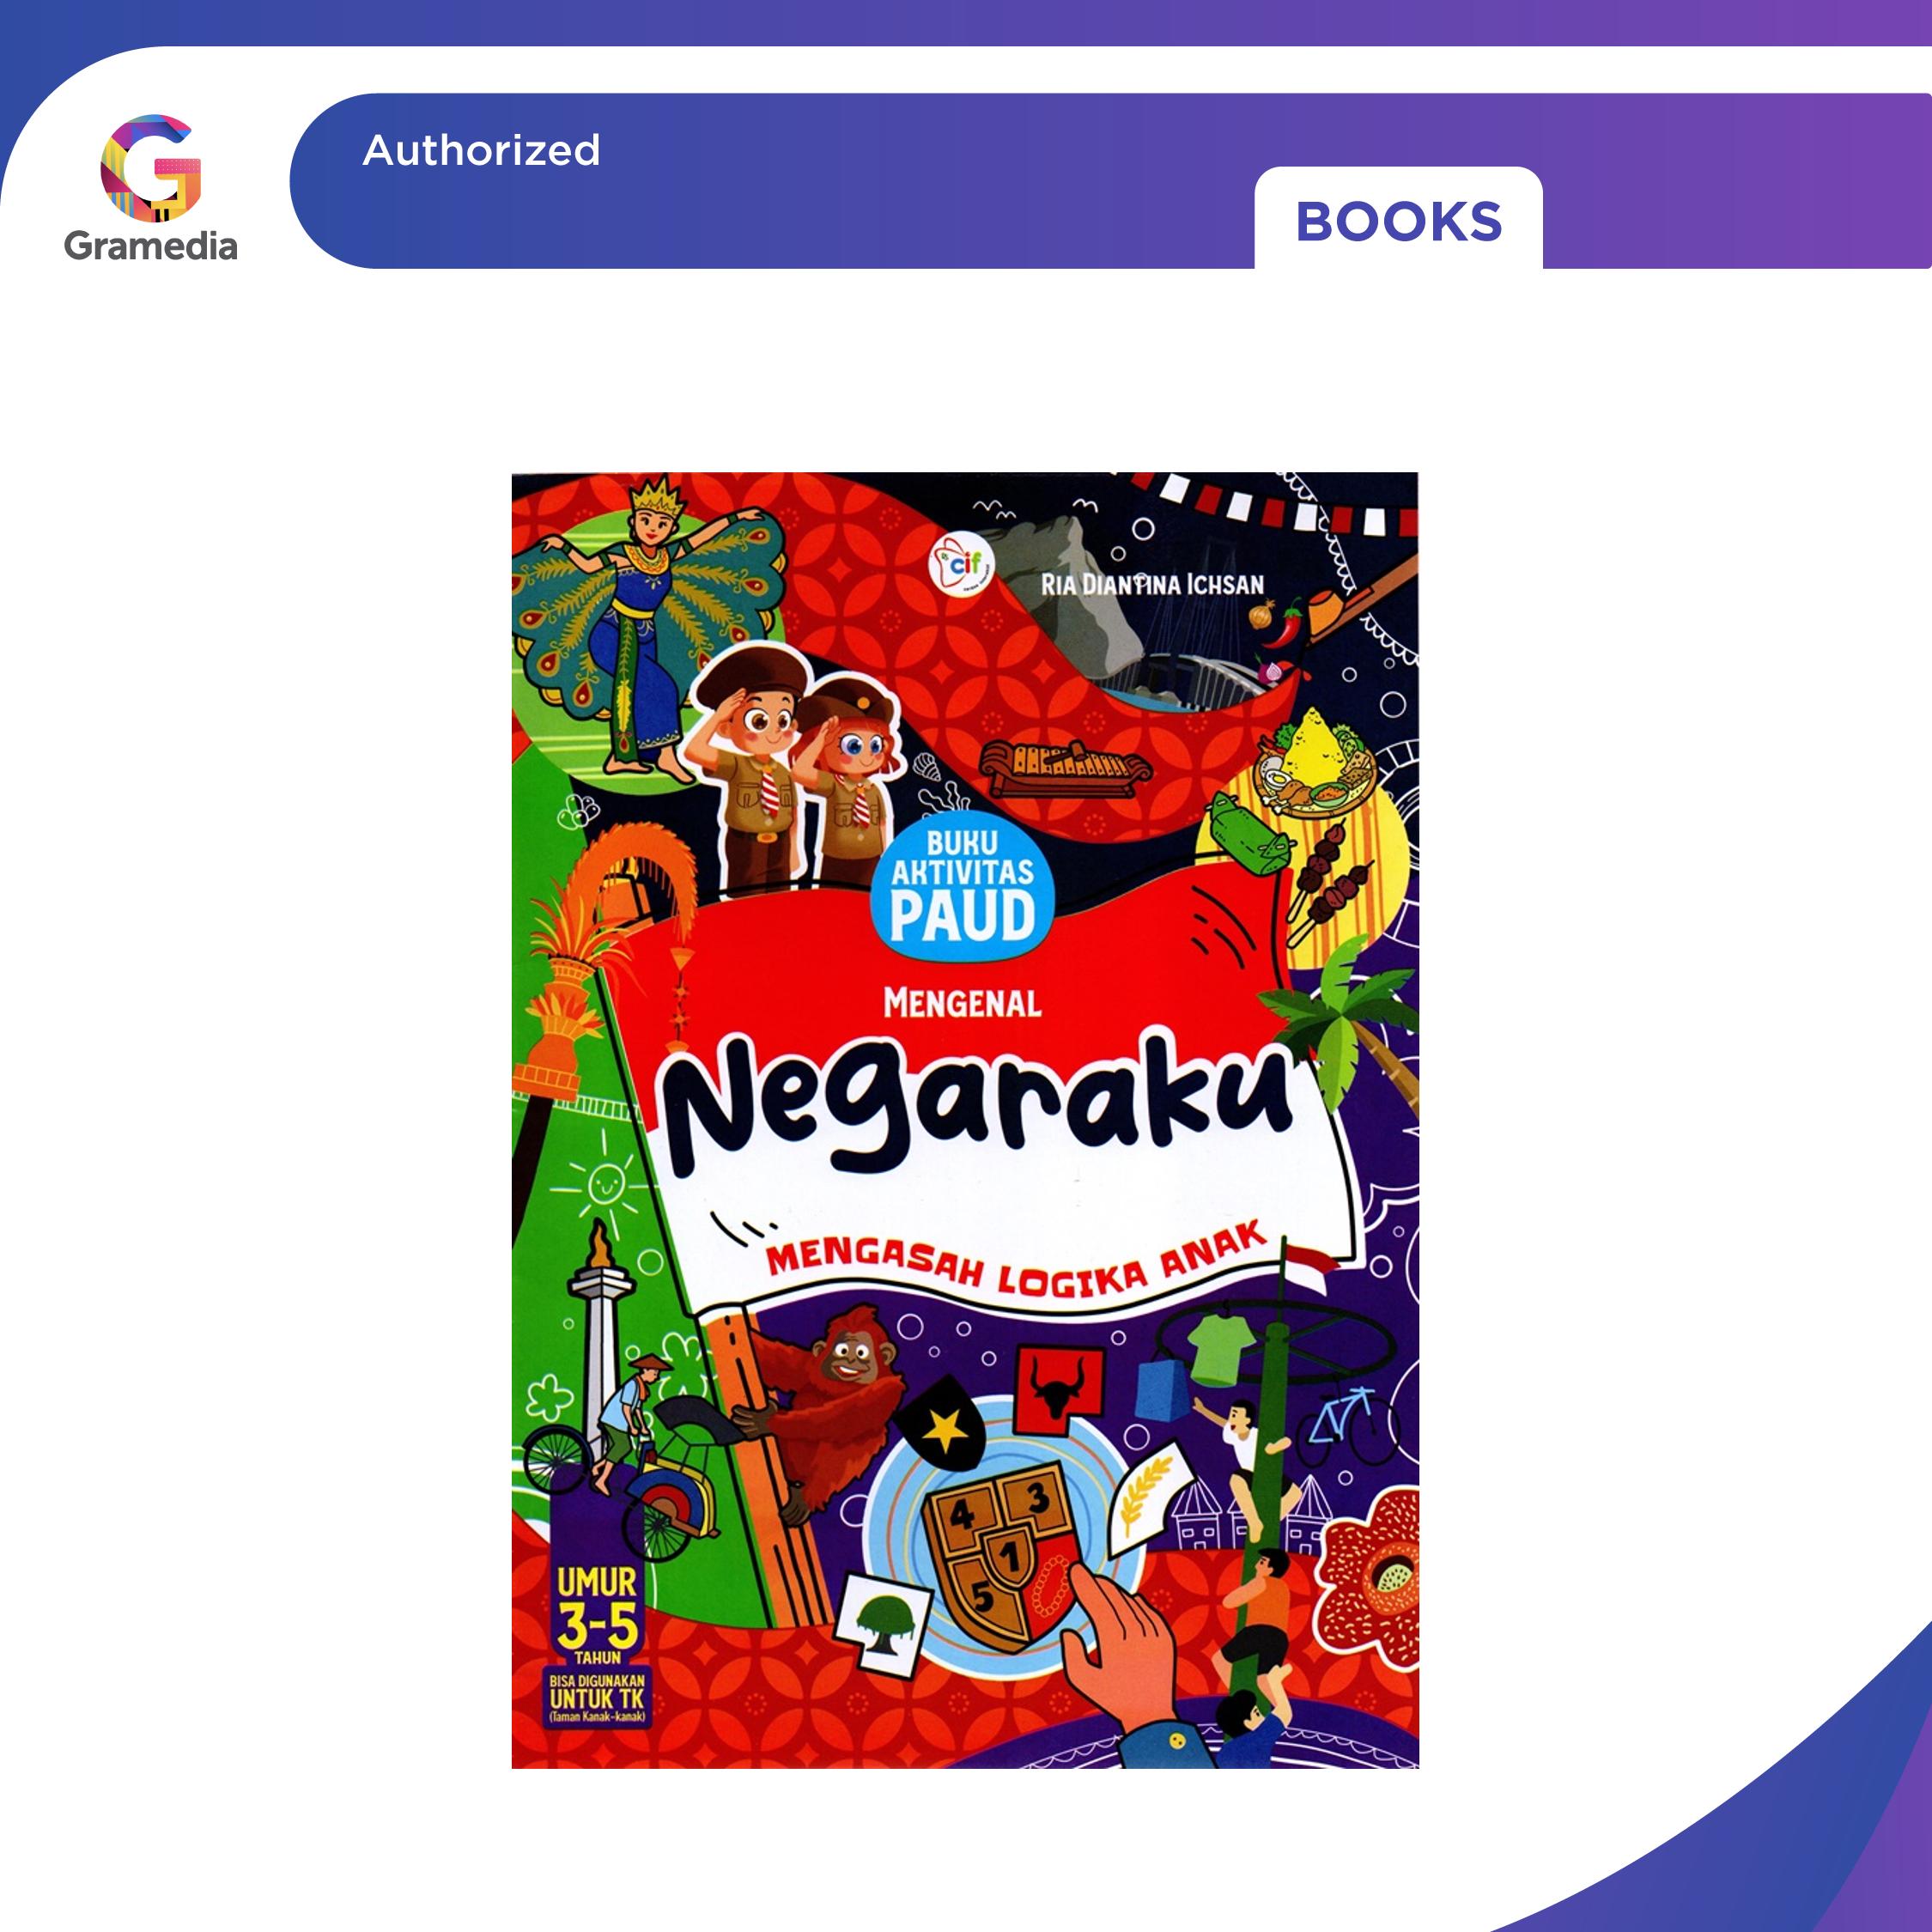 Gramedia
Authorized
BOOKS
cif
RIA DIANTINA ICHSAN
BUKU
AKTIVITAS
PAUD
MENGENAL
Negaraku
MENGASAH LOGIKA ANAK
4
3
1
5
UMUR
3-5
TAHUN
BISA DIGUNAKAN
UNTUK TK
(Taman Kanak-kanak)